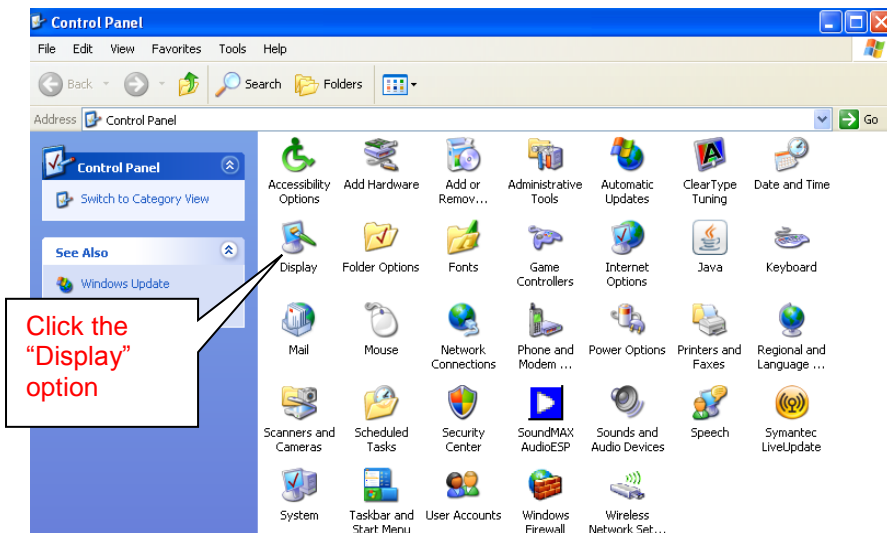 Control Panel
File Edit View Favorites Tools Help
Back Search Folders
Address Control Panel Go
Control Panel
Switch to Category View
See Also
Windows Update
Click the
“Display”
option
Accessibility
Options
Add Hardware
Add or
Remov...
Administrative
Tools
Automatic
Updates
ClearType
Tuning
Date and Time
Display
Folder Options
Fonts
Game
Controllers
Internet
Options
Java
Keyboard
Mail
Mouse
Network
Connections
Phone and
Modem ...
Power Options
Printers and
Faxes
Regional and
Language ...
Scanners and
Cameras
Scheduled
Tasks
Security
Center
SoundMAX
AudioESP
Sounds and
Audio Devices
Speech
Symantec
LiveUpdate
System
Taskbar and
Start Menu
User Accounts
Windows
Firewall
Wireless
Network Set...